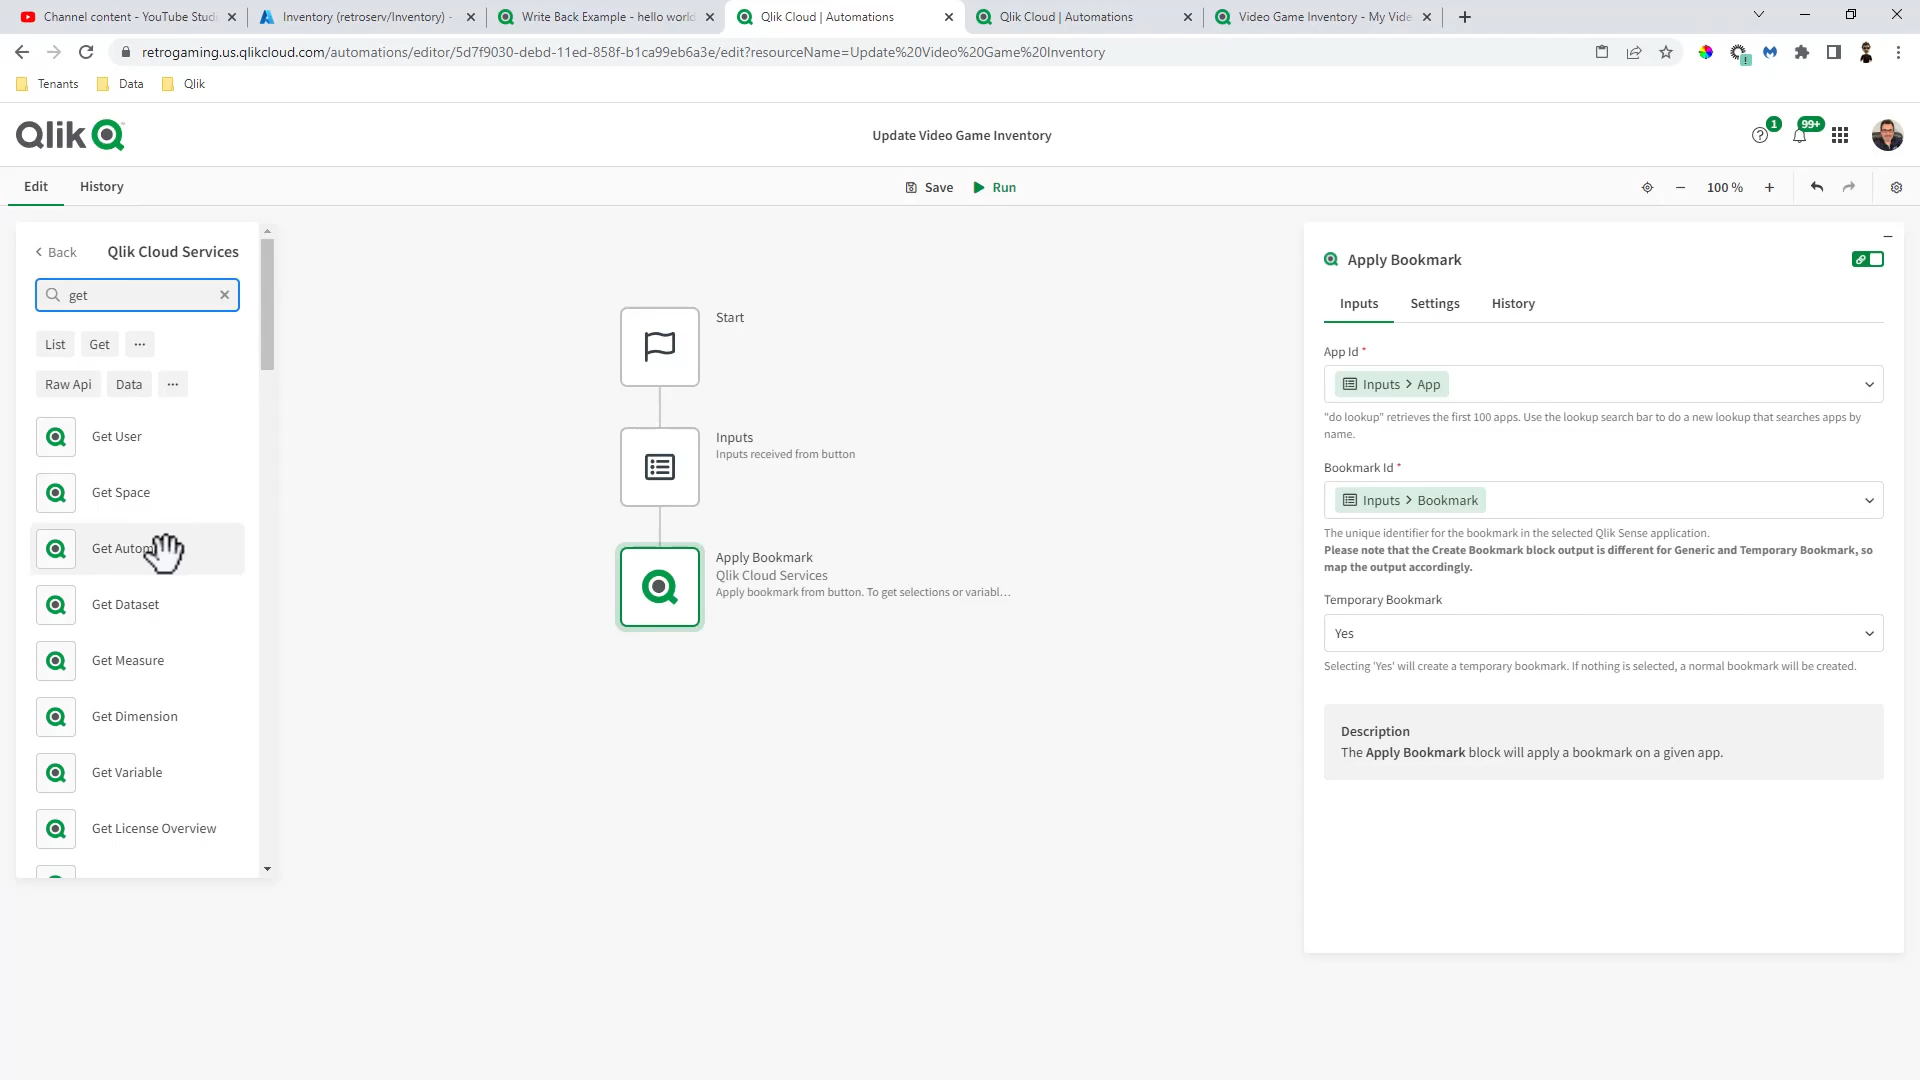 Channel content - YouTube Studi
Inventory (retroserv/Inventory) -
Write Back Example - hello world
Qlik Cloud | Automations
Qlik Cloud | Automations
Video Game Inventory - My Vide
retrogaming.us.qlikcloud.com/automations/editor/5d7f9030-debd-11ed-858f-b1ca99eb6a3e/edit?resourceName=Update%20Video%20Game%20Inventory
Tenants
Data
Qlik
Qlik
Update Video Game Inventory
1
99+
Edit
History
Save
Run
100 %
Back
Qlik Cloud Services
get
List
Get
...
Raw Api
Data
...
Get User
Get Space
Get Autom
Get Dataset
Get Measure
Get Dimension
Get Variable
Get License Overview
Start
Inputs
Inputs received from button
Apply Bookmark
Qlik Cloud Services
Apply bookmark from button. To get selections or variabl...
Apply Bookmark
Inputs
Settings
History
App Id *
Inputs > App
"do lookup" retrieves the first 100 apps. Use the lookup search bar to do a new lookup that searches apps by
name.
Bookmark Id *
Inputs > Bookmark
The unique identifier for the bookmark in the selected Qlik Sense application.
Please note that the Create Bookmark block output is different for Generic and Temporary Bookmark, so
map the output accordingly.
Temporary Bookmark
Yes
Selecting 'Yes' will create a temporary bookmark. If nothing is selected, a normal bookmark will be created.
Description
The Apply Bookmark block will apply a bookmark on a given app.